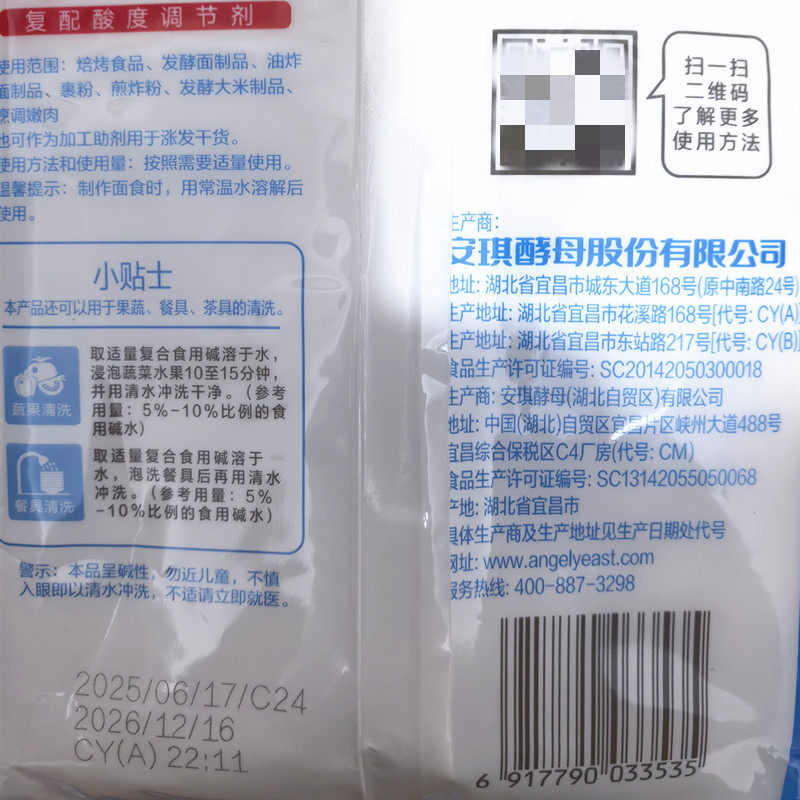 复配酸度调节剂
使用范围：焙烤食品、发酵面制品、油炸
面制品、裹粉、煎炸粉、发酵大米制品、
烹调嫩肉
也可作为加工助剂用于涨发干货。
使用方法和使用量：按照需要适量使用。
温馨提示：制作面食时，用常温水溶解后
使用。
小贴士
本产品还可以用于果蔬、餐具、茶具的清洗。
蔬果清洗
取适量复合食用碱溶于水，
浸泡蔬菜水果10至15分钟，
并用清水冲洗干净。（参考
用量：5%-10%比例的食
用碱水）
餐具清洗
取适量复合食用碱溶于
水，泡洗餐具后再用清水
冲洗。（参考用量：5%
-10%比例的食用碱水）
警示：本品呈碱性，勿近儿童，不慎
入眼即以清水冲洗，不适请立即就医。
2025/06/17/C24
2026/12/16
CY(A) 22:11
扫一扫
二维码
了解更多
使用方法
生产商：
安琪酵母股份有限公司
地址: 湖北省宜昌市城东大道168号(原中南路24号)
生产地址: 湖北省宜昌市花溪路168号[代号: CY(A)]
生产地址: 湖北省宜昌市东站路217号[代号: CY(B)]
食品生产许可证编号: SC20142050300018
生产商: 安琪酵母(湖北自贸区)有限公司
地址: 中国(湖北)自贸区宜昌片区峡州大道488号
宜昌综合保税区C4厂房(代号: CM)
食品生产许可证编号: SC13142055050068
产地: 湖北省宜昌市
具体生产商及生产地址见生产日期处代号
网址: www.angelyeast.com
服务热线: 400-887-3298
6 917790 033535